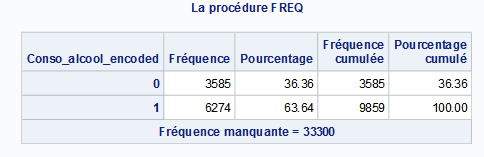 La procédure FREQ
Conso_alcool_encoded Fréquence Pourcentage Fréquence cumulée Pourcentage cumulé
0 3585 36.36 3585 36.36
1 6274 63.64 9859 100.00
Fréquence manquante = 33300